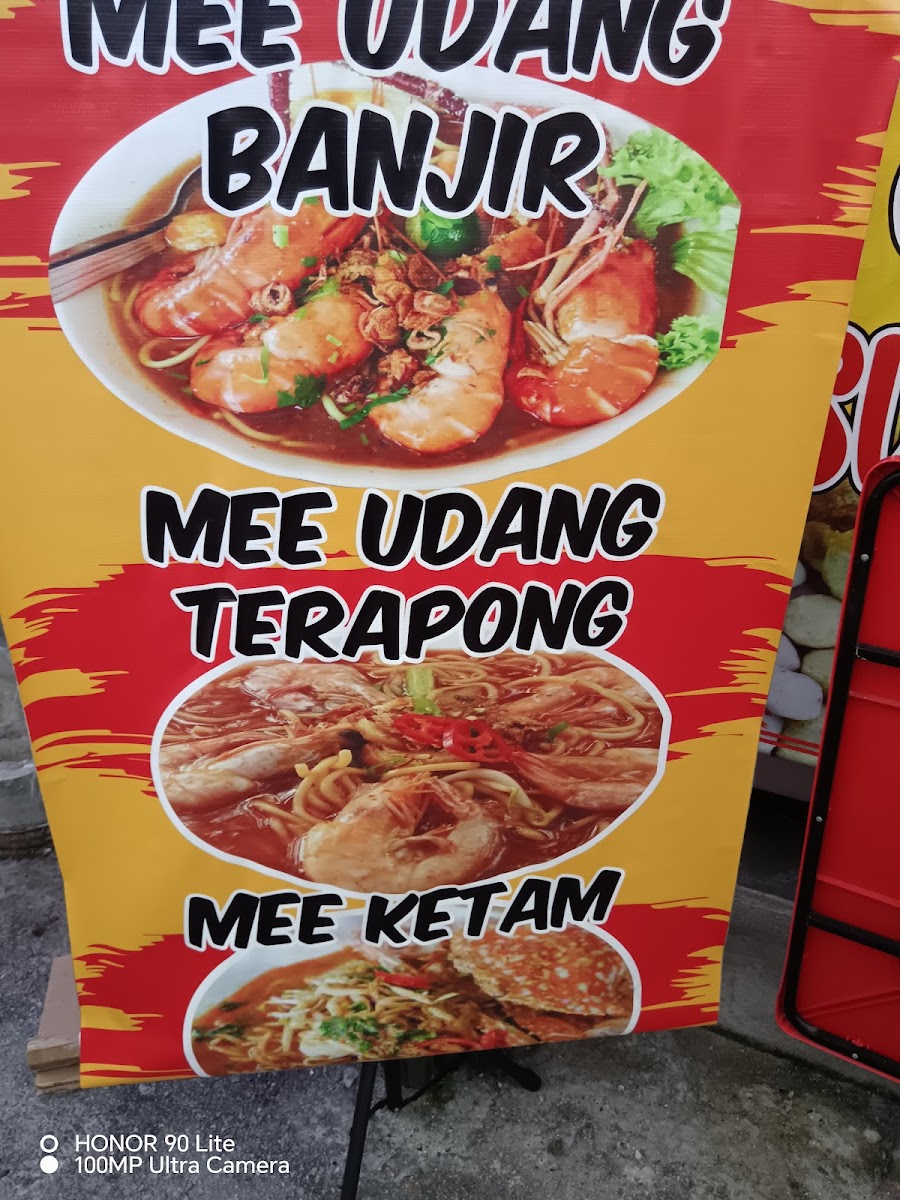 MEE UDANG
BANJIR
MEE UDANG
TERAPONG
MEE KETAM
HONOR 90 Lite
100MP Ultra Camera